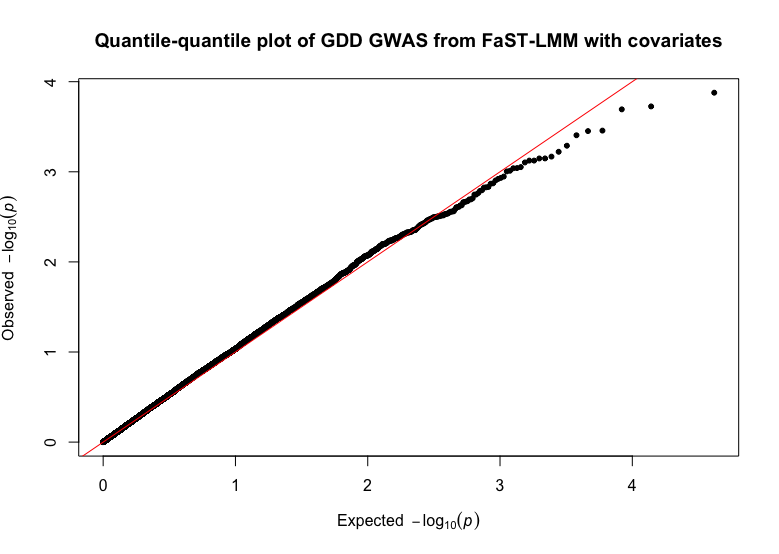 Quantile-quantile plot of GDD GWAS from FaST-LMM with covariates
4
3
2
1
0
Observed −log₁₀(p)
0 1 2 3 4
Expected −log₁₀(p)